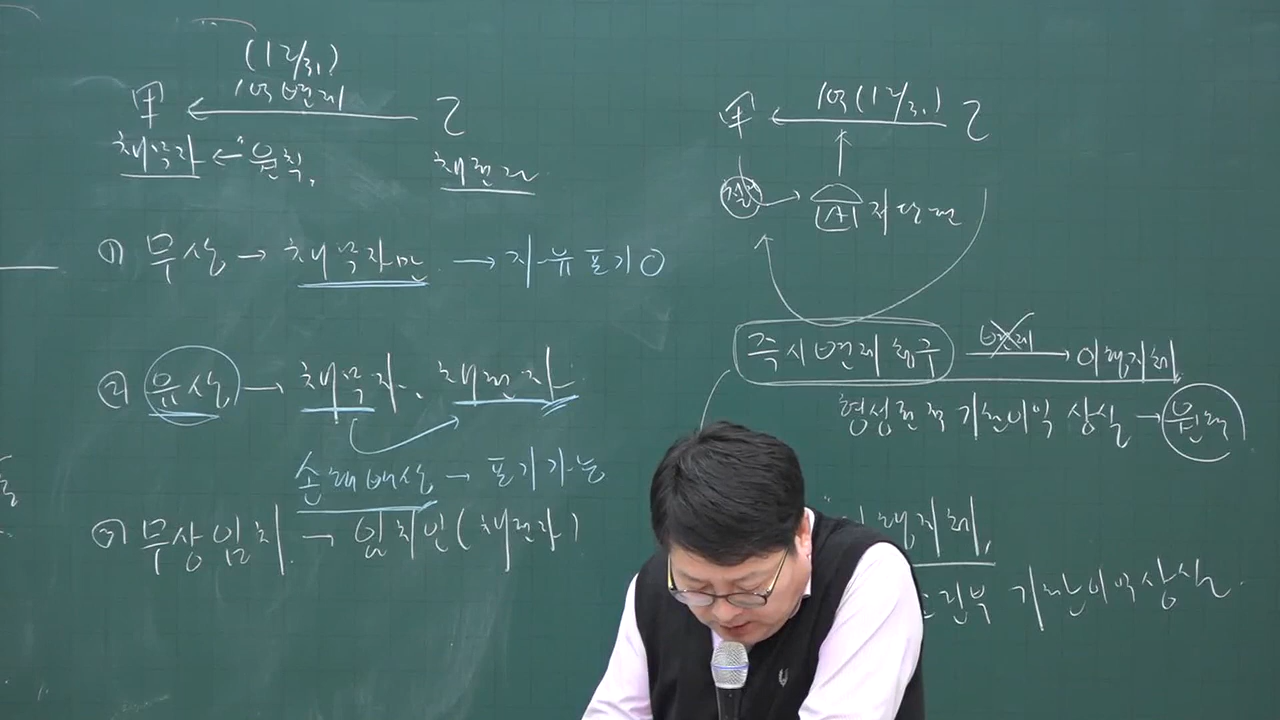 (12/31)
甲 ← 1억 변제 乙
채무자 ← "원칙"
채권자
① 무상 → 채무자만 → 자유포기 O
② 유상 → 채무자, 채권자
손해배상 → 포기가능
③ 무상임치 → 임치인(채권자)
甲 ← 1억(12/31) 乙
→ [A] 저당권
즉시변제청구 변제 → 이행지체
형성권적 기한이익 상실 → 원칙
이행지체
기한이익상실